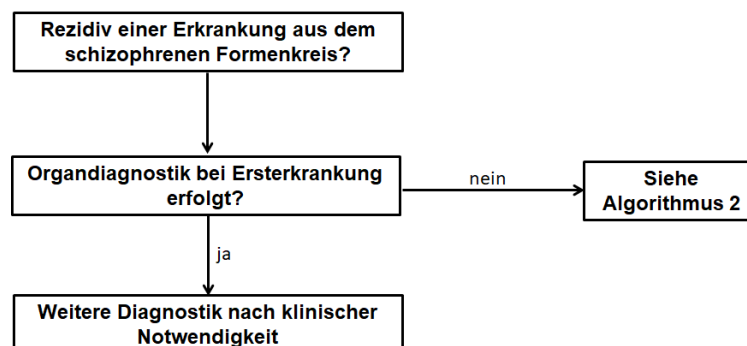 Rezidiv einer Erkrankung aus dem
schizophrenen Formenkreis?
Organdiagnostik bei Ersterkrankung
erfolgt?
nein
Siehe
Algorithmus 2
ja
Weitere Diagnostik nach klinischer
Notwendigkeit